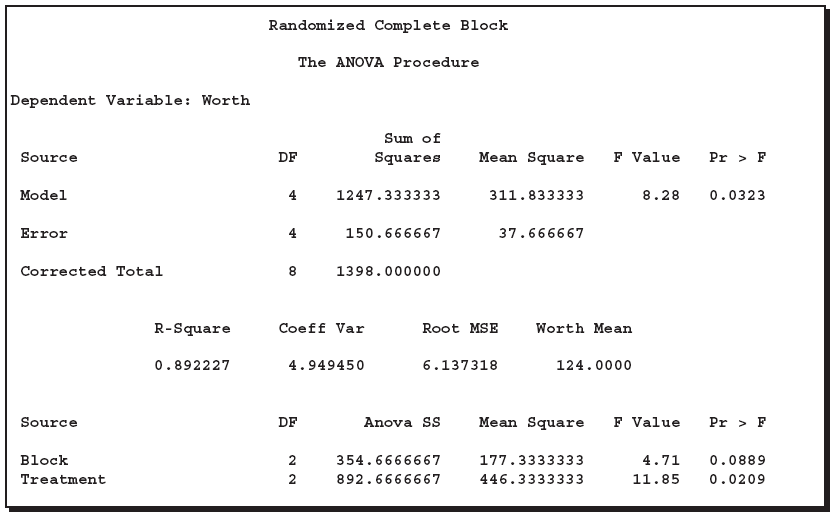 Randomized Complete Block
The ANOVA Procedure
Dependent Variable: Worth
Sum of
Source DF Squares Mean Square F Value Pr > F
Model 4 1247.333333 311.833333 8.28 0.0323
Error 4 150.666667 37.666667
Corrected Total 8 1398.000000
R-Square Coeff Var Root MSE Worth Mean
0.892227 4.949450 6.137318 124.0000
Source DF Anova SS Mean Square F Value Pr > F
Block 2 354.6666667 177.3333333 4.71 0.0889
Treatment 2 892.6666667 446.3333333 11.85 0.0209